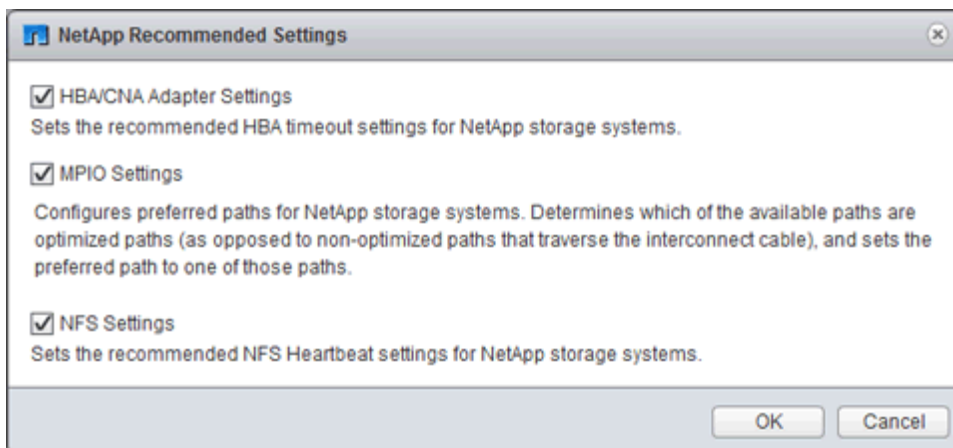 NetApp Recommended Settings
HBA/CNA Adapter Settings
Sets the recommended HBA timeout settings for NetApp storage systems.
MPIO Settings
Configures preferred paths for NetApp storage systems. Determines which of the available paths are
optimized paths (as opposed to non-optimized paths that traverse the interconnect cable), and sets the
preferred path to one of those paths.
NFS Settings
Sets the recommended NFS Heartbeat settings for NetApp storage systems.
OK
Cancel